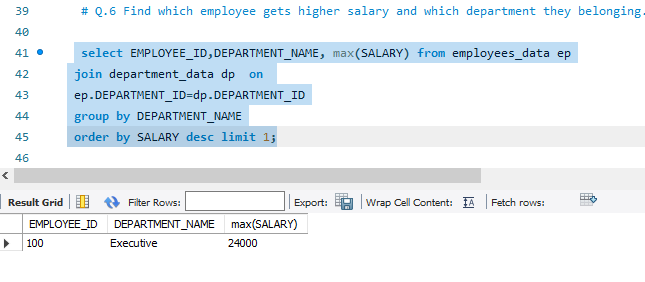 39 # Q.6 Find which employee gets higher salary and which department they belonging.
40
41 select EMPLOYEE_ID,DEPARTMENT_NAME, max(SALARY) from employees_data ep
42 join department_data dp on
43 ep.DEPARTMENT_ID=dp.DEPARTMENT_ID
44 group by DEPARTMENT_NAME
45 order by SALARY desc limit 1;
46
Result Grid Filter Rows: Export: Wrap Cell Content: IA Fetch rows:
EMPLOYEE_ID DEPARTMENT_NAME max(SALARY)
100 Executive 24000